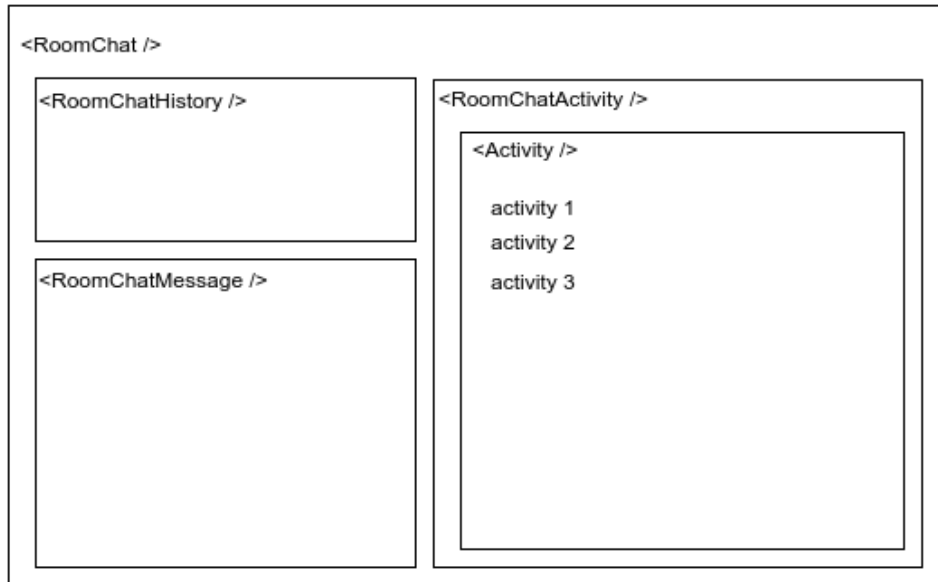 <RoomChat />
<RoomChatHistory />
<RoomChatMessage />
<RoomChatActivity />
<Activity />
activity 1
activity 2
activity 3